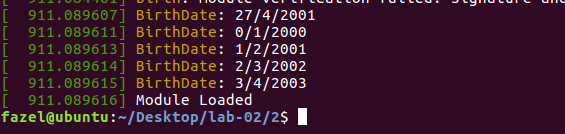 [  911.084461] Birth: module verification failed: signature and
[  911.089607] BirthDate: 27/4/2001
[  911.089611] BirthDate: 0/1/2000
[  911.089613] BirthDate: 1/2/2001
[  911.089614] BirthDate: 2/3/2002
[  911.089615] BirthDate: 3/4/2003
[  911.089616] Module Loaded
fazel@ubuntu:~/Desktop/lab-02/2$